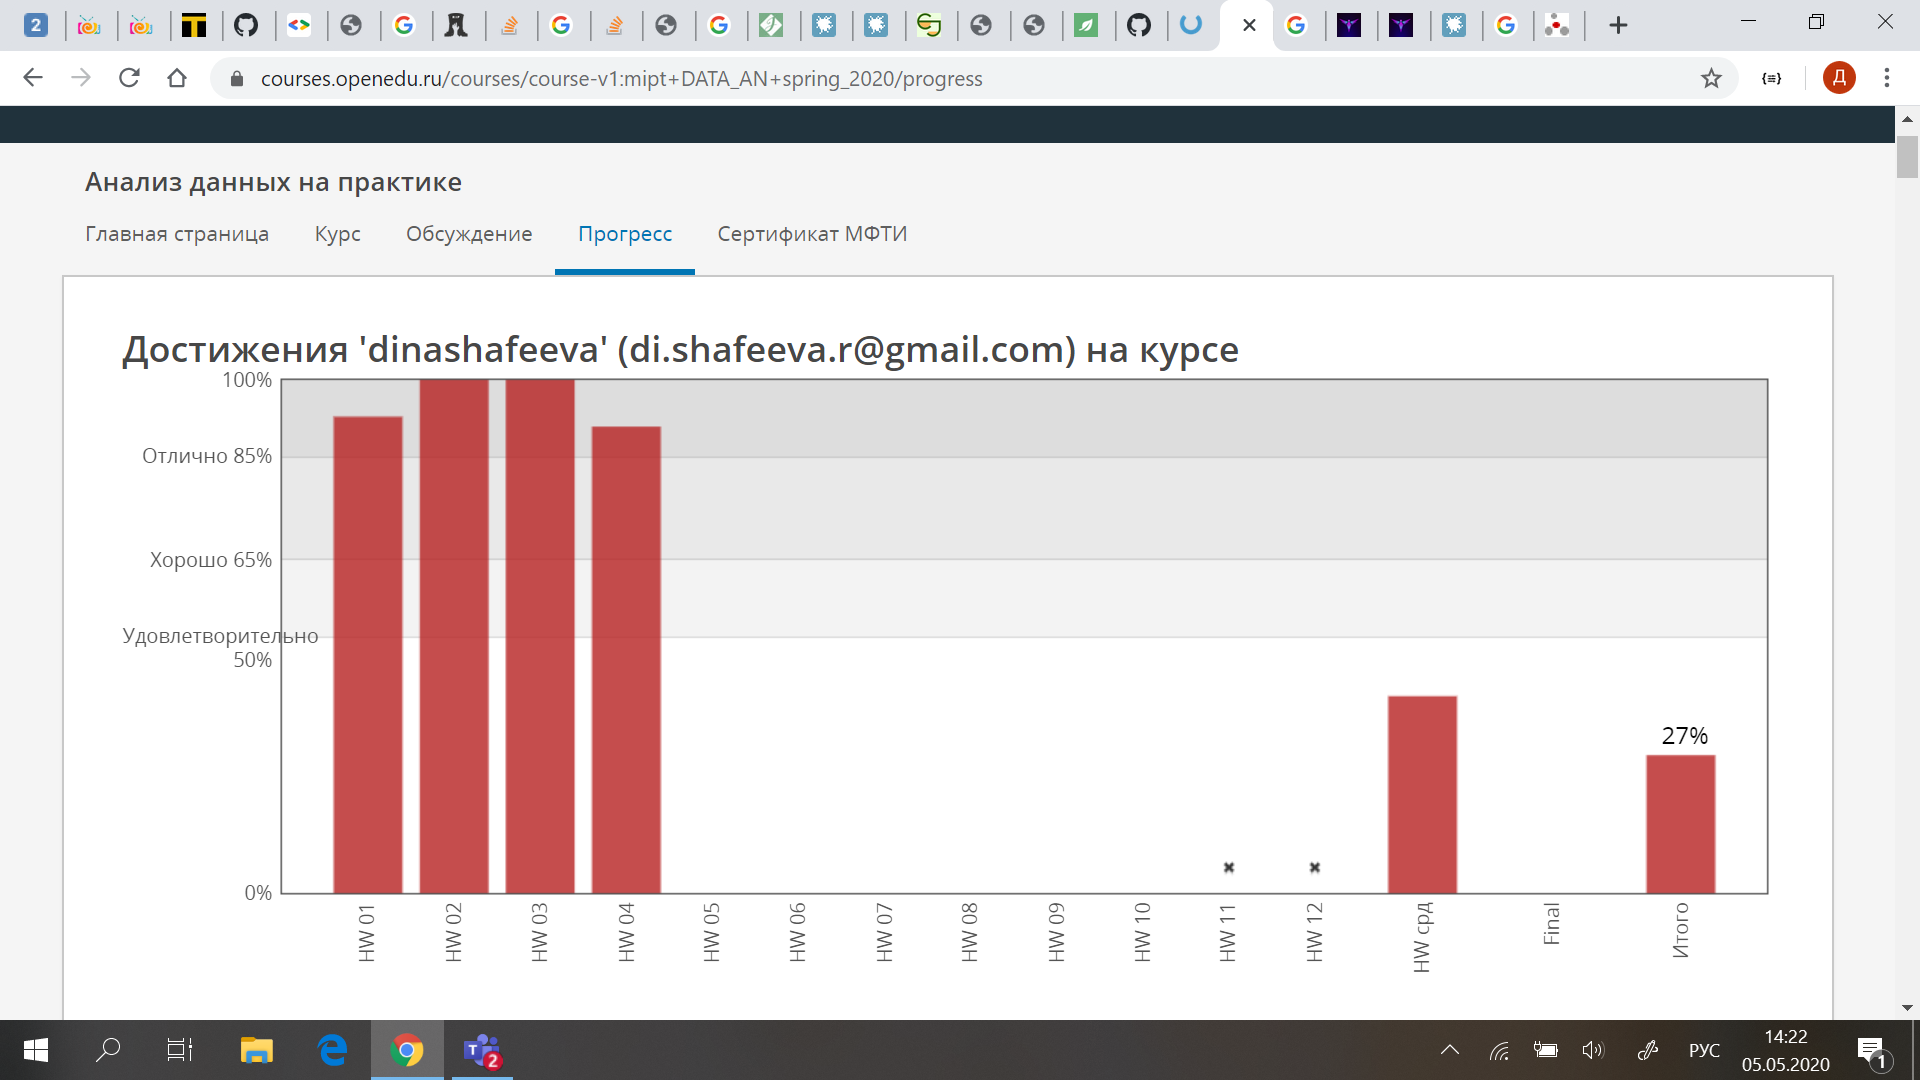 2
courses.openedu.ru/courses/course-v1:mipt+DATA_AN+spring_2020/progress
Д
Анализ данных на практике
Главная страница Курс Обсуждение Прогресс Сертификат МФТИ
Достижения 'dinashafeeva' (di.shafeeva.r@gmail.com) на курсе
100%
Отлично 85%
Хорошо 65%
Удовлетворительно
50%
27%
0%
HW 01 HW 02 HW 03 HW 04 HW 05 HW 06 HW 07 HW 08 HW 09 HW 10 HW 11 HW 12 HW срд Final Итого
T 2
РУС
14:22
05.05.2020
1